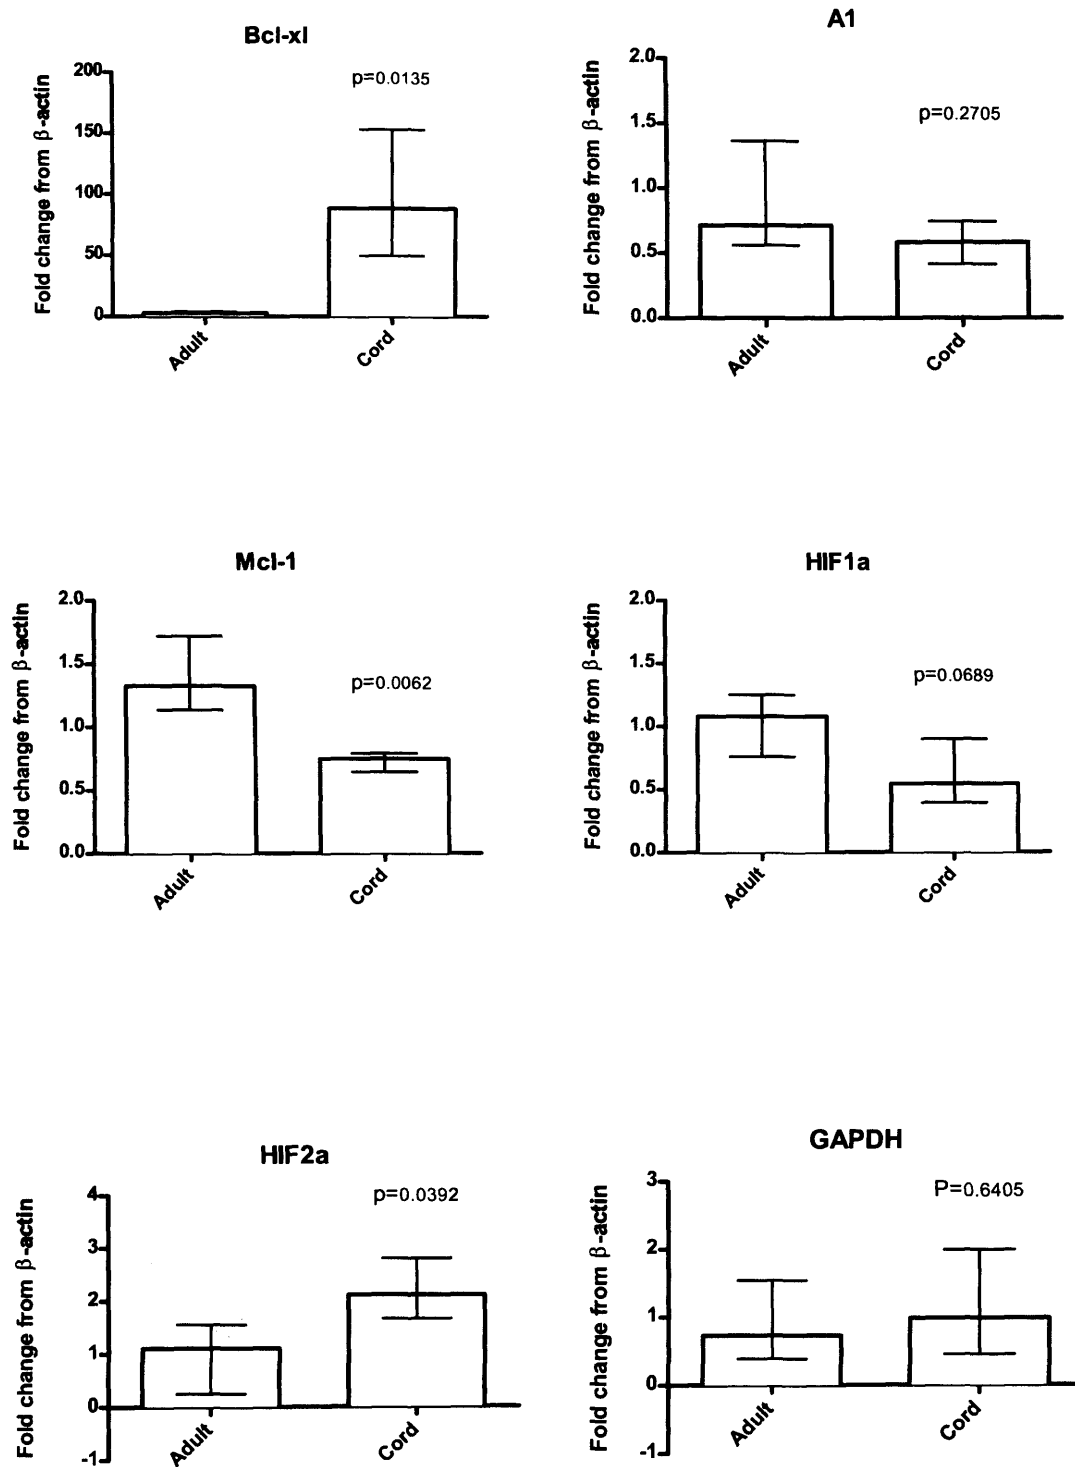 Bcl-xl
Fold change from β-actin
200
150
100
50
0
p=0.0135
Adult
Cord
A1
Fold change from β-actin
2.0
1.5
1.0
0.5
0.0
p=0.2705
Adult
Cord
Mcl-1
Fold change from β-actin
2.0
1.5
1.0
0.5
0.0
p=0.0062
Adult
Cord
HIF1a
Fold change from β-actin
2.0
1.5
1.0
0.5
0.0
p=0.0689
Adult
Cord
HIF2a
Fold change from β-actin
4
3
2
1
0
-1
p=0.0392
Adult
Cord
GAPDH
Fold change from β-actin
3
2
1
0
-1
P=0.6405
Adult
Cord